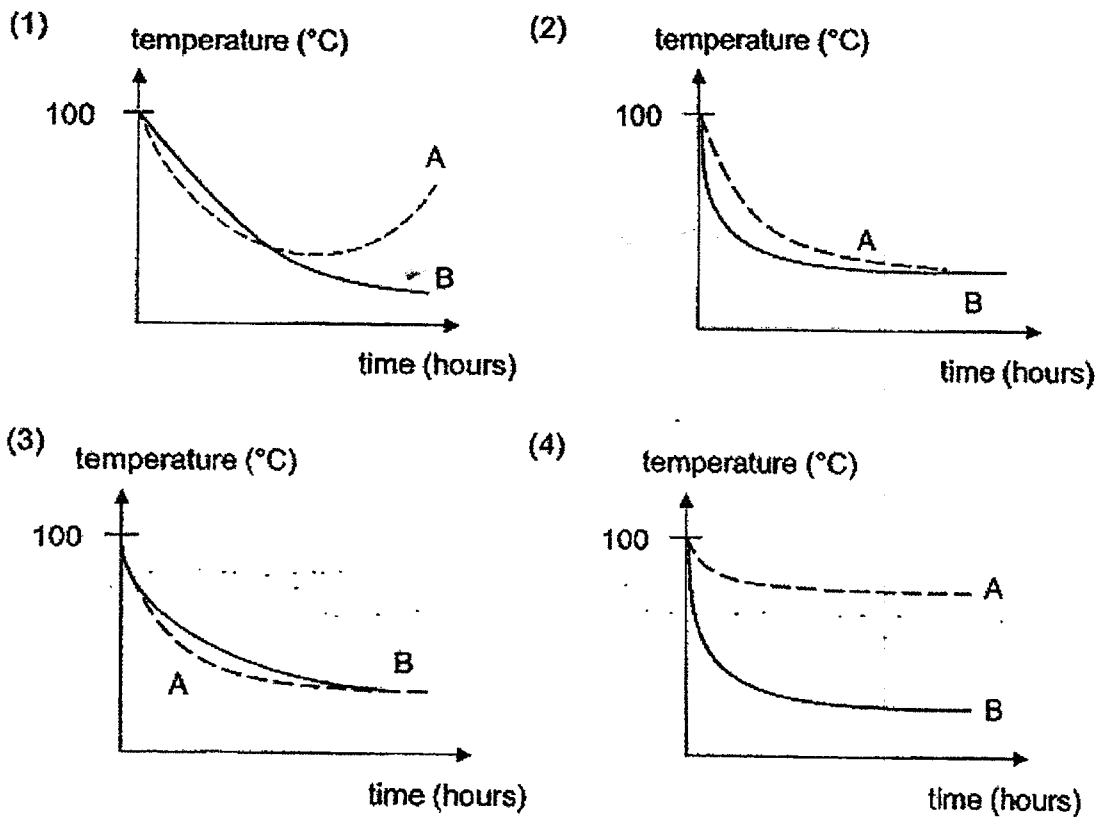 (1)
temperature (°C)
100
A
B
time (hours)
(2)
temperature (°C)
100
A
B
time (hours)
(3)
temperature (°C)
100
B
A
time (hours)
(4)
temperature (°C)
100
A
B
time (hours)